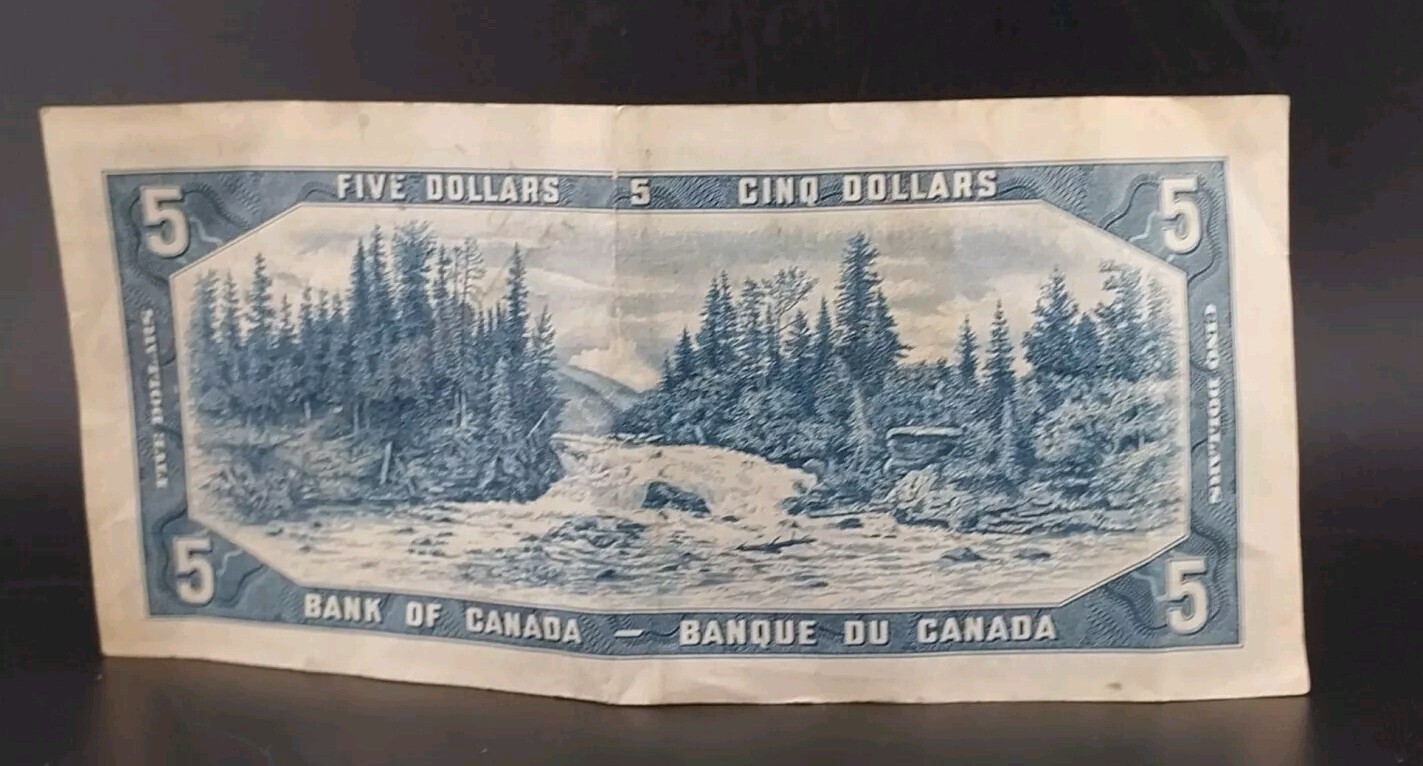 FIVE DOLLARS 5 CINQ DOLLARS
5 5
FIVE DOLLARS
CINQ DOLLARS
5 5
BANK OF CANADA — BANQUE DU CANADA